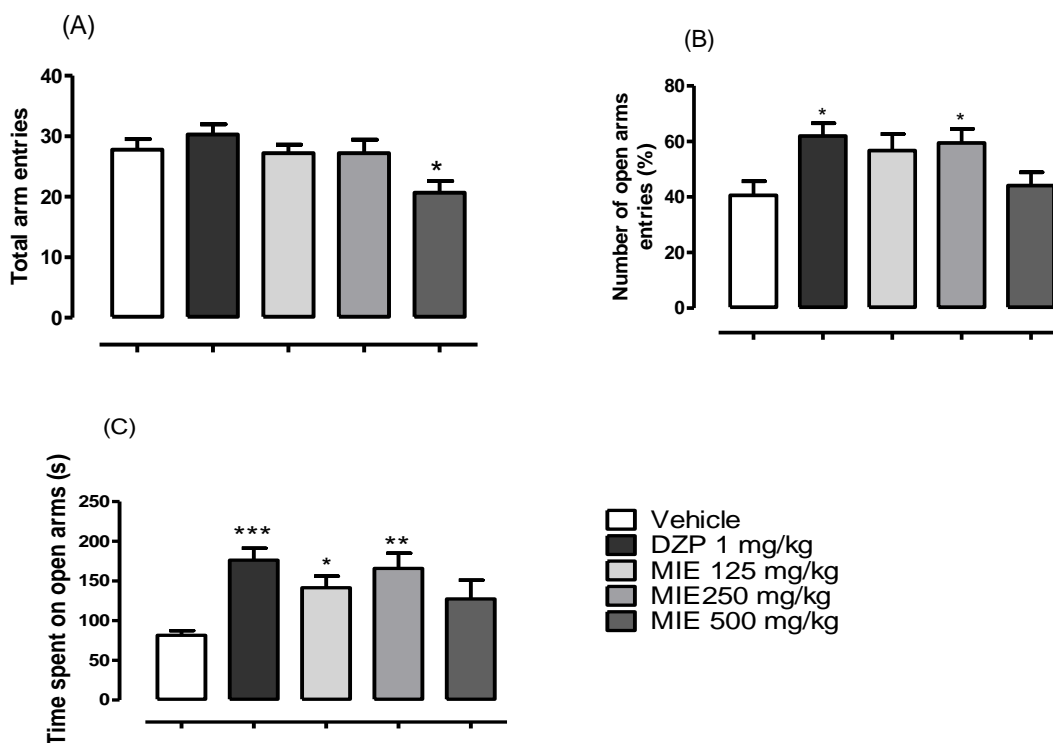 (A)
Total arm entries
40
30
20
10
0
*
(B)
Number of open arms
entries (%)
80
60
40
20
0
*
*
(C)
Time spent on open arms (s)
250
200
150
100
50
0
***
*
**
Vehicle
DZP 1 mg/kg
MIE 125 mg/kg
MIE250 mg/kg
MIE 500 mg/kg